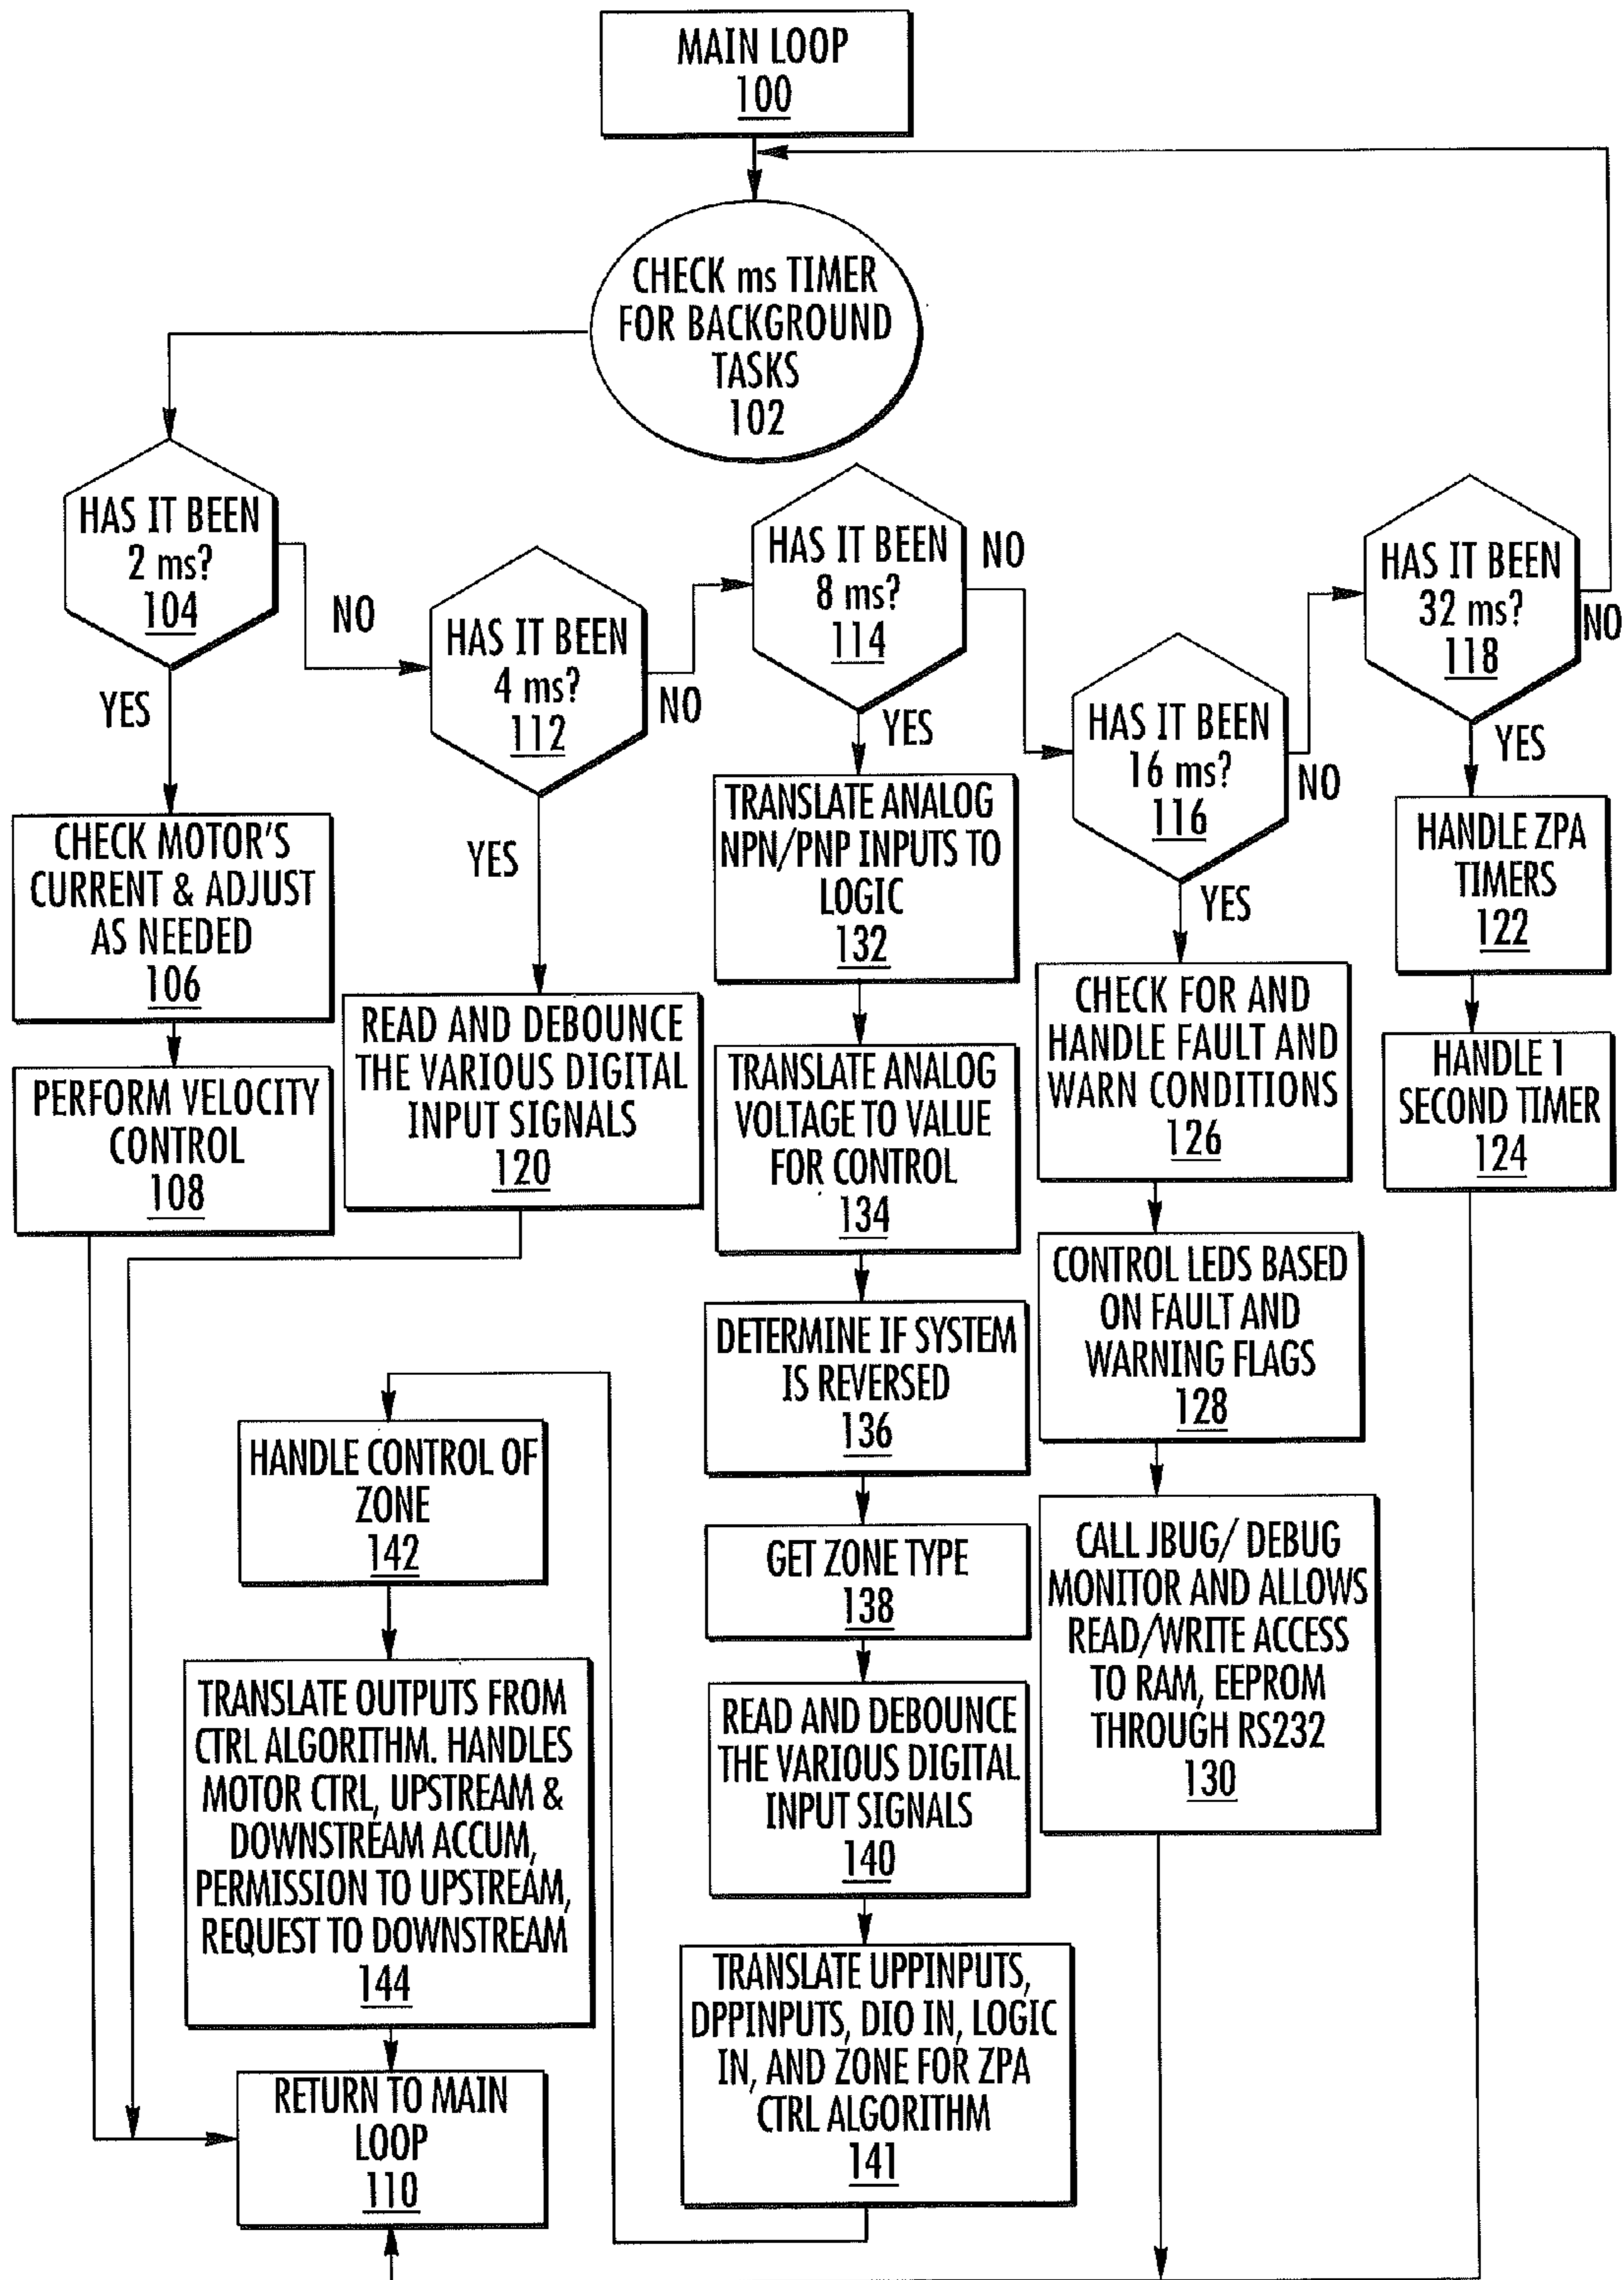 MAIN LOOP
100
CHECK ms TIMER
FOR BACKGROUND
TASKS
102
HAS IT BEEN
2 ms?
104
NO
YES
HAS IT BEEN
4 ms?
112
NO
YES
HAS IT BEEN
8 ms?
114
NO
YES
HAS IT BEEN
16 ms?
116
NO
YES
HAS IT BEEN
32 ms?
118
NO
YES
CHECK MOTOR'S
CURRENT & ADJUST
AS NEEDED
106
PERFORM VELOCITY
CONTROL
108
READ AND DEBOUNCE
THE VARIOUS DIGITAL
INPUT SIGNALS
120
TRANSLATE ANALOG
NPN/PNP INPUTS TO
LOGIC
132
TRANSLATE ANALOG
VOLTAGE TO VALUE
FOR CONTROL
134
DETERMINE IF SYSTEM
IS REVERSED
136
GET ZONE TYPE
138
READ AND DEBOUNCE
THE VARIOUS DIGITAL
INPUT SIGNALS
140
TRANSLATE UPPINPUTS,
DPPINPUTS, DIO IN, LOGIC
IN, AND ZONE FOR ZPA
CTRL ALGORITHM
141
CHECK FOR AND
HANDLE FAULT AND
WARN CONDITIONS
126
CONTROL LEDS BASED
ON FAULT AND
WARNING FLAGS
128
CALL JBUG/ DEBUG
MONITOR AND ALLOWS
READ/WRITE ACCESS
TO RAM, EEPROM
THROUGH RS232
130
HANDLE ZPA
TIMERS
122
HANDLE 1
SECOND TIMER
124
HANDLE CONTROL OF
ZONE
142
TRANSLATE OUTPUTS FROM
CTRL ALGORITHM. HANDLES
MOTOR CTRL, UPSTREAM &
DOWNSTREAM ACCUM,
PERMISSION TO UPSTREAM,
REQUEST TO DOWNSTREAM
144
RETURN TO MAIN
LOOP
110